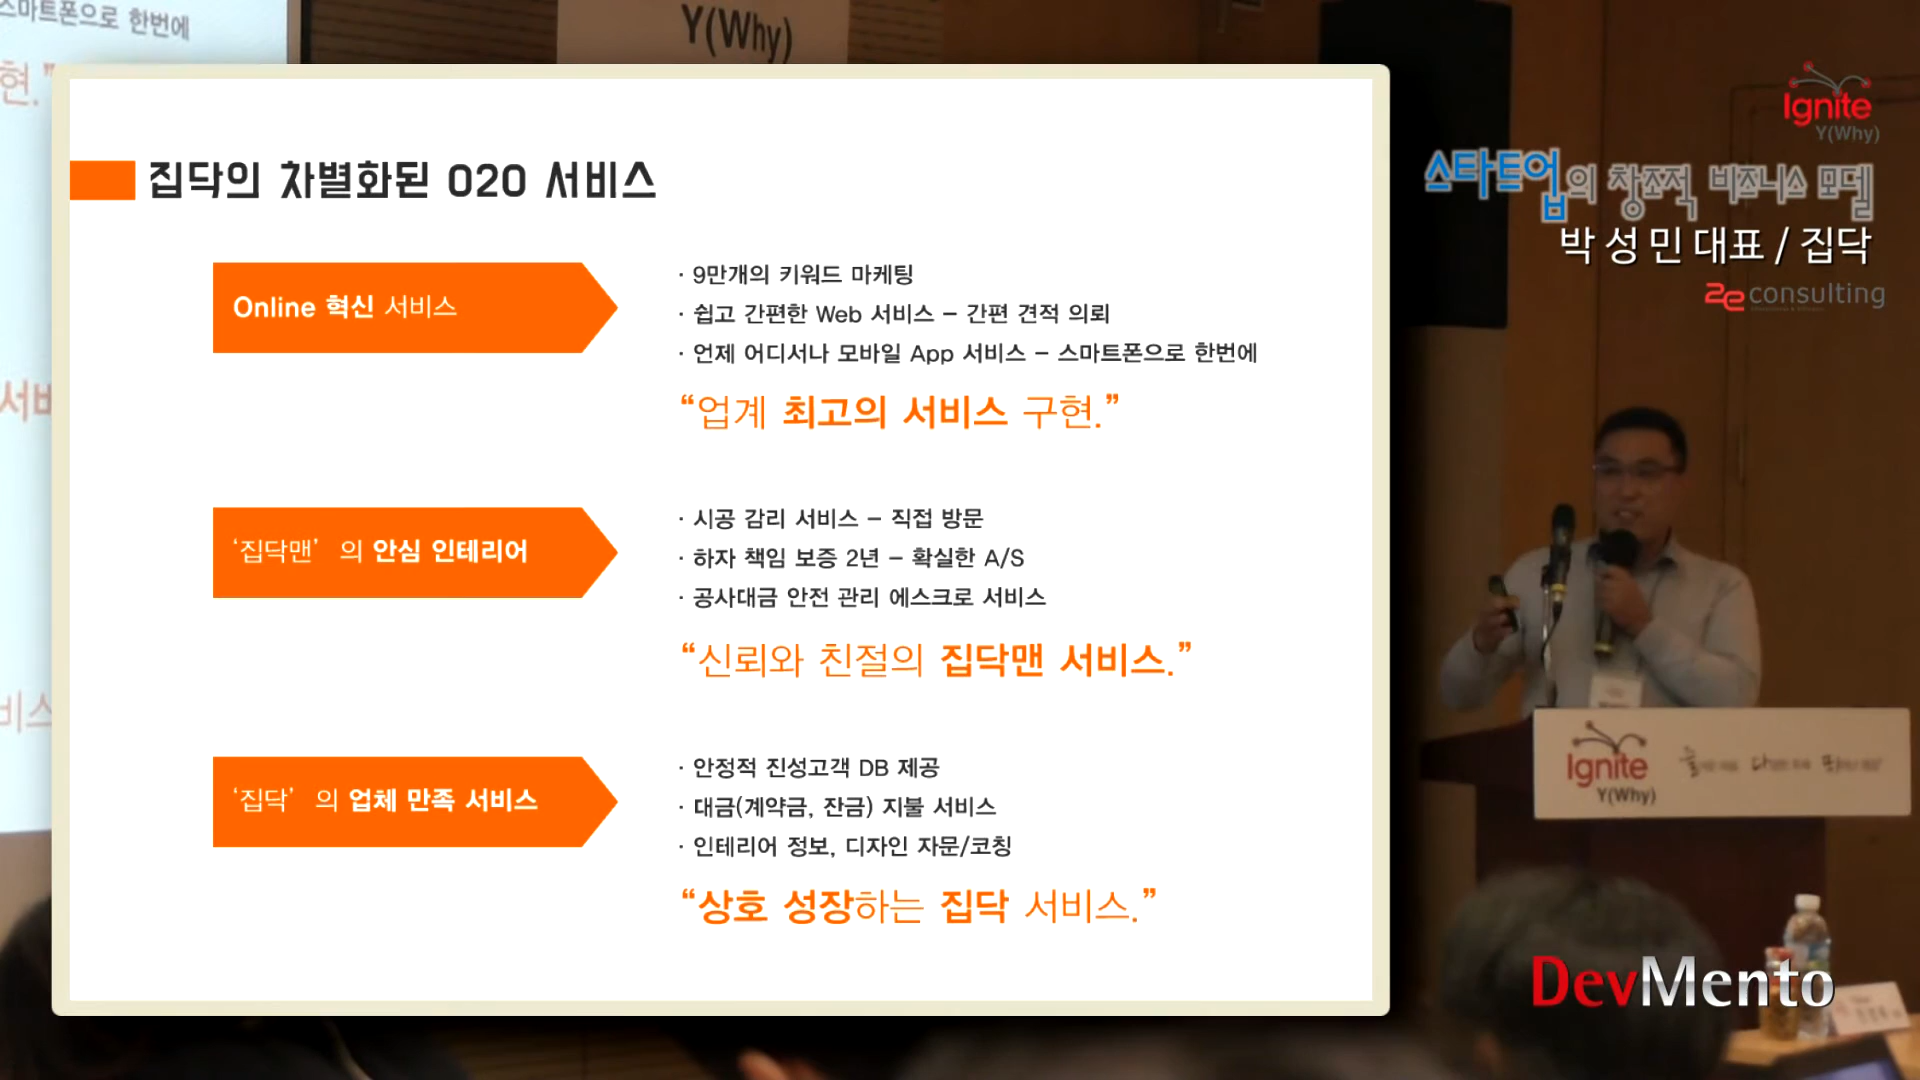 스마트폰으로 한번에
현."
서비
비스
Y(Why)
집닥의 차별화된 O2O 서비스
Online 혁신 서비스
· 9만개의 키워드 마케팅
· 쉽고 간편한 Web 서비스 – 간편 견적 의뢰
· 언제 어디서나 모바일 App 서비스 – 스마트폰으로 한번에
“업계 최고의 서비스 구현.”
‘집닥맨’ 의 안심 인테리어
· 시공 감리 서비스 – 직접 방문
· 하자 책임 보증 2년 – 확실한 A/S
· 공사대금 안전 관리 에스크로 서비스
“신뢰와 친절의 집닥맨 서비스.”
‘집닥’ 의 업체 만족 서비스
· 안정적 진성고객 DB 제공
· 대금(계약금, 잔금) 지불 서비스
· 인테리어 정보, 디자인 자문/코칭
“상호 성장하는 집닥 서비스.”
Ignite
Y(Why)
스타트업의 창조적 비즈니스 모델
박성민대표 / 집닥
2e consulting
Ignite
Y(Why)
DevMento